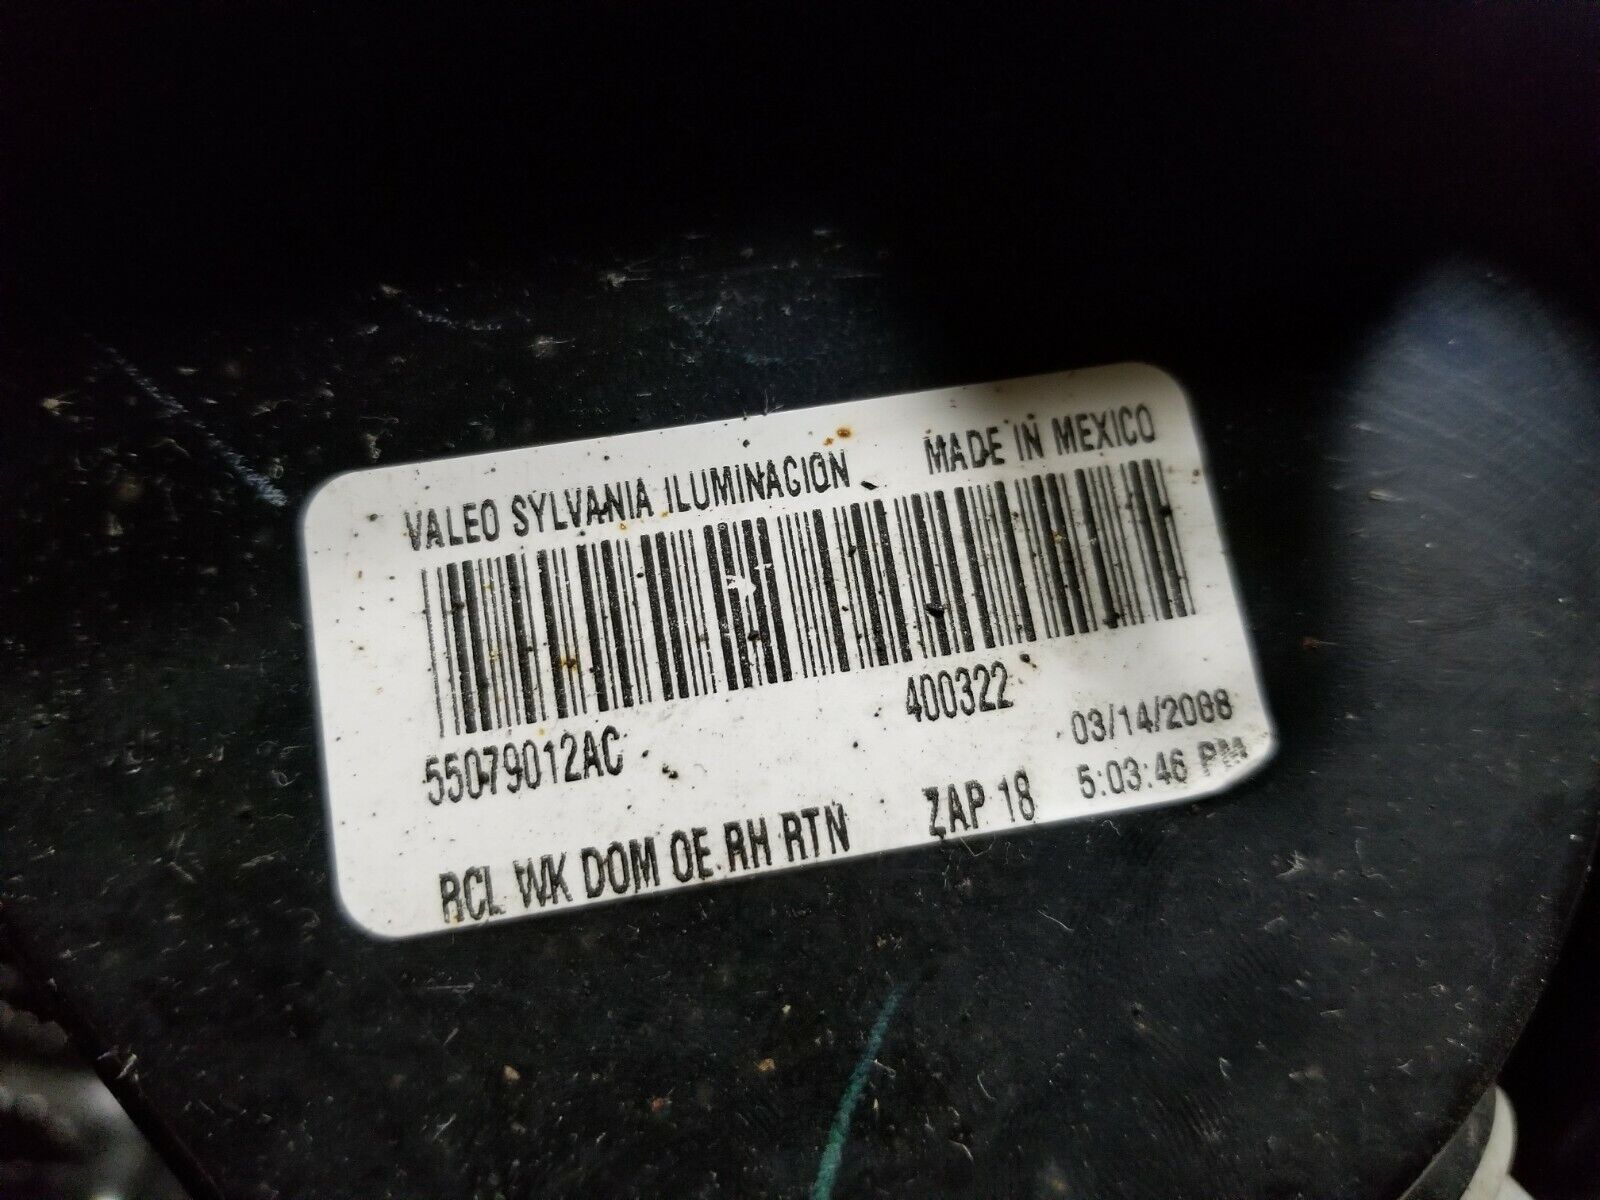 VALEO SYLVANIA ILUMINACION MADE IN MEXICO
55079012AC 400322 03/14/2008
RCL WK DOM OE RH RTN ZAP 18 5:03:46 PM